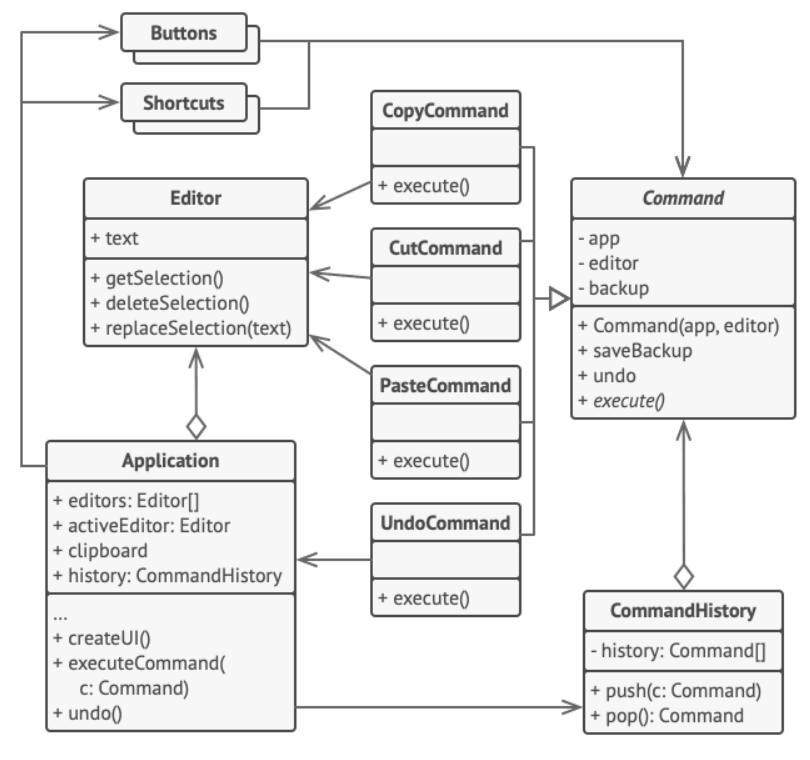 Buttons
Shortcuts
CopyCommand
+ execute()
Editor
+ text
+ getSelection()
+ deleteSelection()
+ replaceSelection(text)
CutCommand
+ execute()
Command
- app
- editor
- backup
+ Command(app, editor)
+ saveBackup
+ undo
+ execute()
PasteCommand
+ execute()
Application
+ editors: Editor[]
+ activeEditor: Editor
+ clipboard
+ history: CommandHistory
...
+ createUI()
+ executeCommand(
c: Command)
+ undo()
UndoCommand
+ execute()
CommandHistory
- history: Command[]
+ push(c: Command)
+ pop(): Command